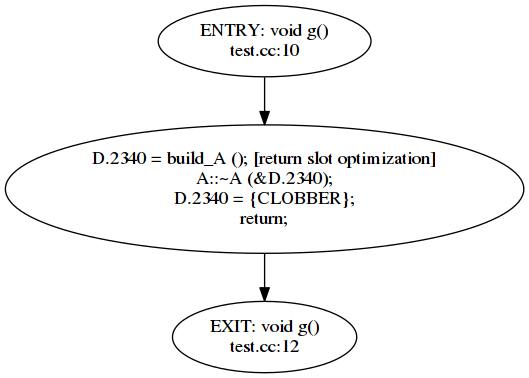 ENTRY: void g()
test.cc:10
D.2340 = build_A (); [return slot optimization]
A::~A (&D.2340);
D.2340 = {CLOBBER};
return;
EXIT: void g()
test.cc:12